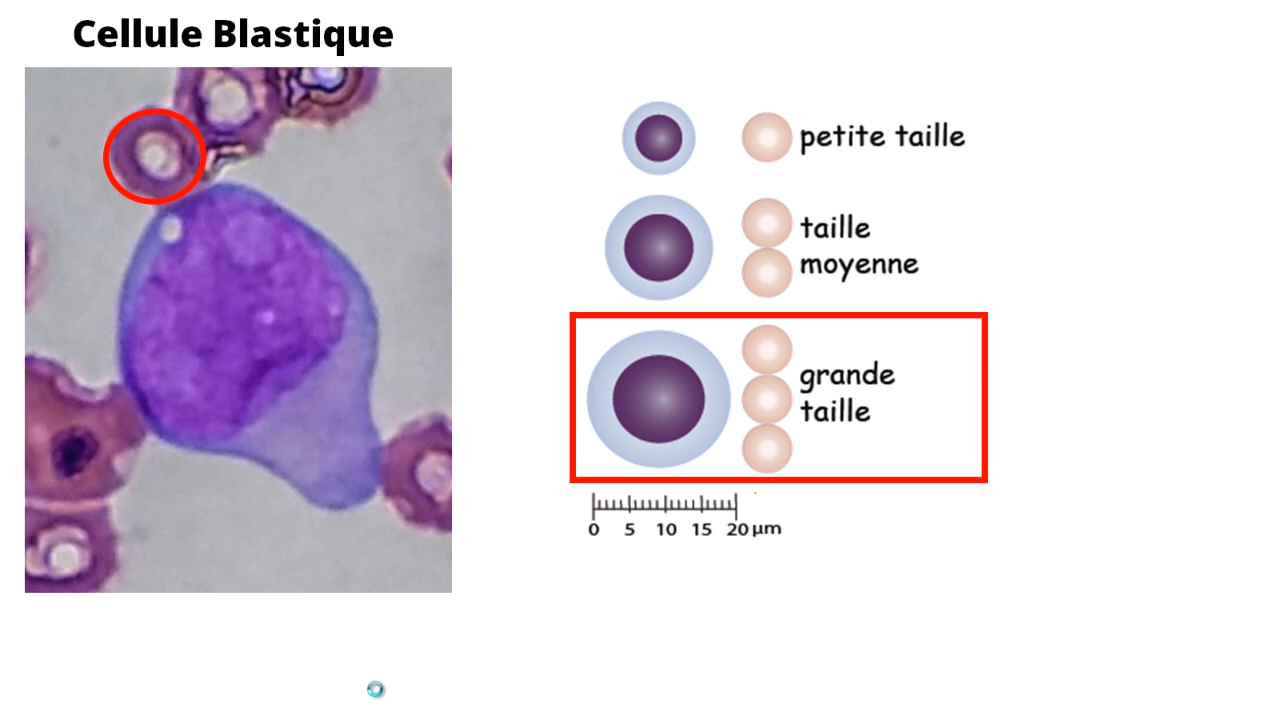 Cellule Blastique
petite taille
taille
moyenne
grande
taille
0 5 10 15 20 µm